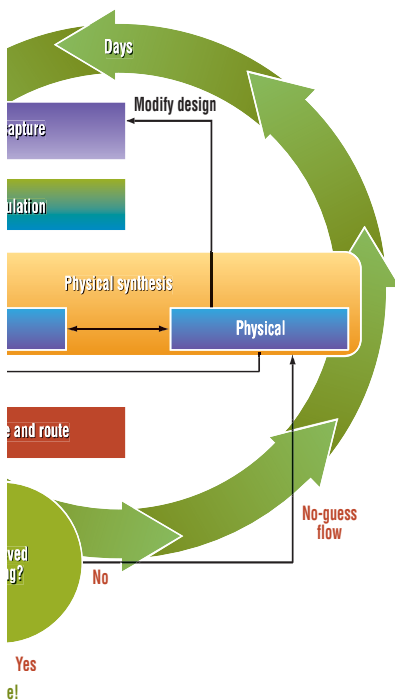 Days
Modify design
apture
ulation
Physical synthesis
Physical
e and route
No-guess
flow
ved
g?
No
Yes
e!